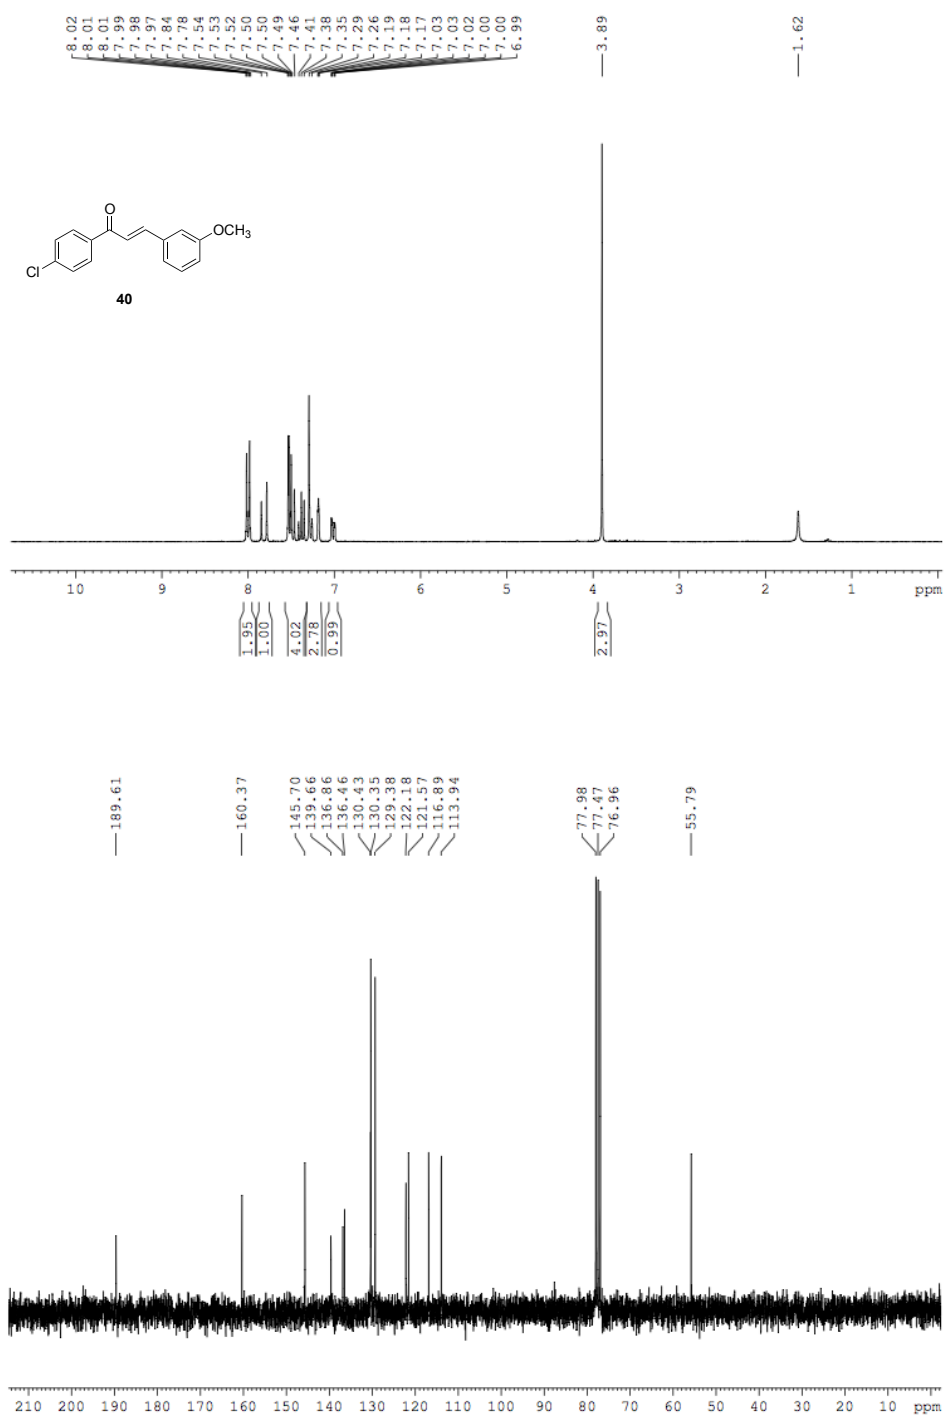 8.02 8.01 8.01 7.99 7.98 7.97 7.84 7.78 7.54 7.53 7.52 7.50 7.50 7.49 7.46 7.41 7.38 7.35 7.29 7.26 7.19 7.18 7.17 7.03 7.03 7.02 7.00 7.00 6.99 3.89 1.62
O
OCH3
Cl
40
10 9 8 7 6 5 4 3 2 1 ppm
1.95 1.00 4.02 2.78 0.99 2.97
189.61 160.37 145.70 139.66 136.86 136.46 130.43 130.35 129.38 122.18 121.57 116.89 113.94 77.98 77.47 76.96 55.79
210 200 190 180 170 160 150 140 130 120 110 100 90 80 70 60 50 40 30 20 10 ppm